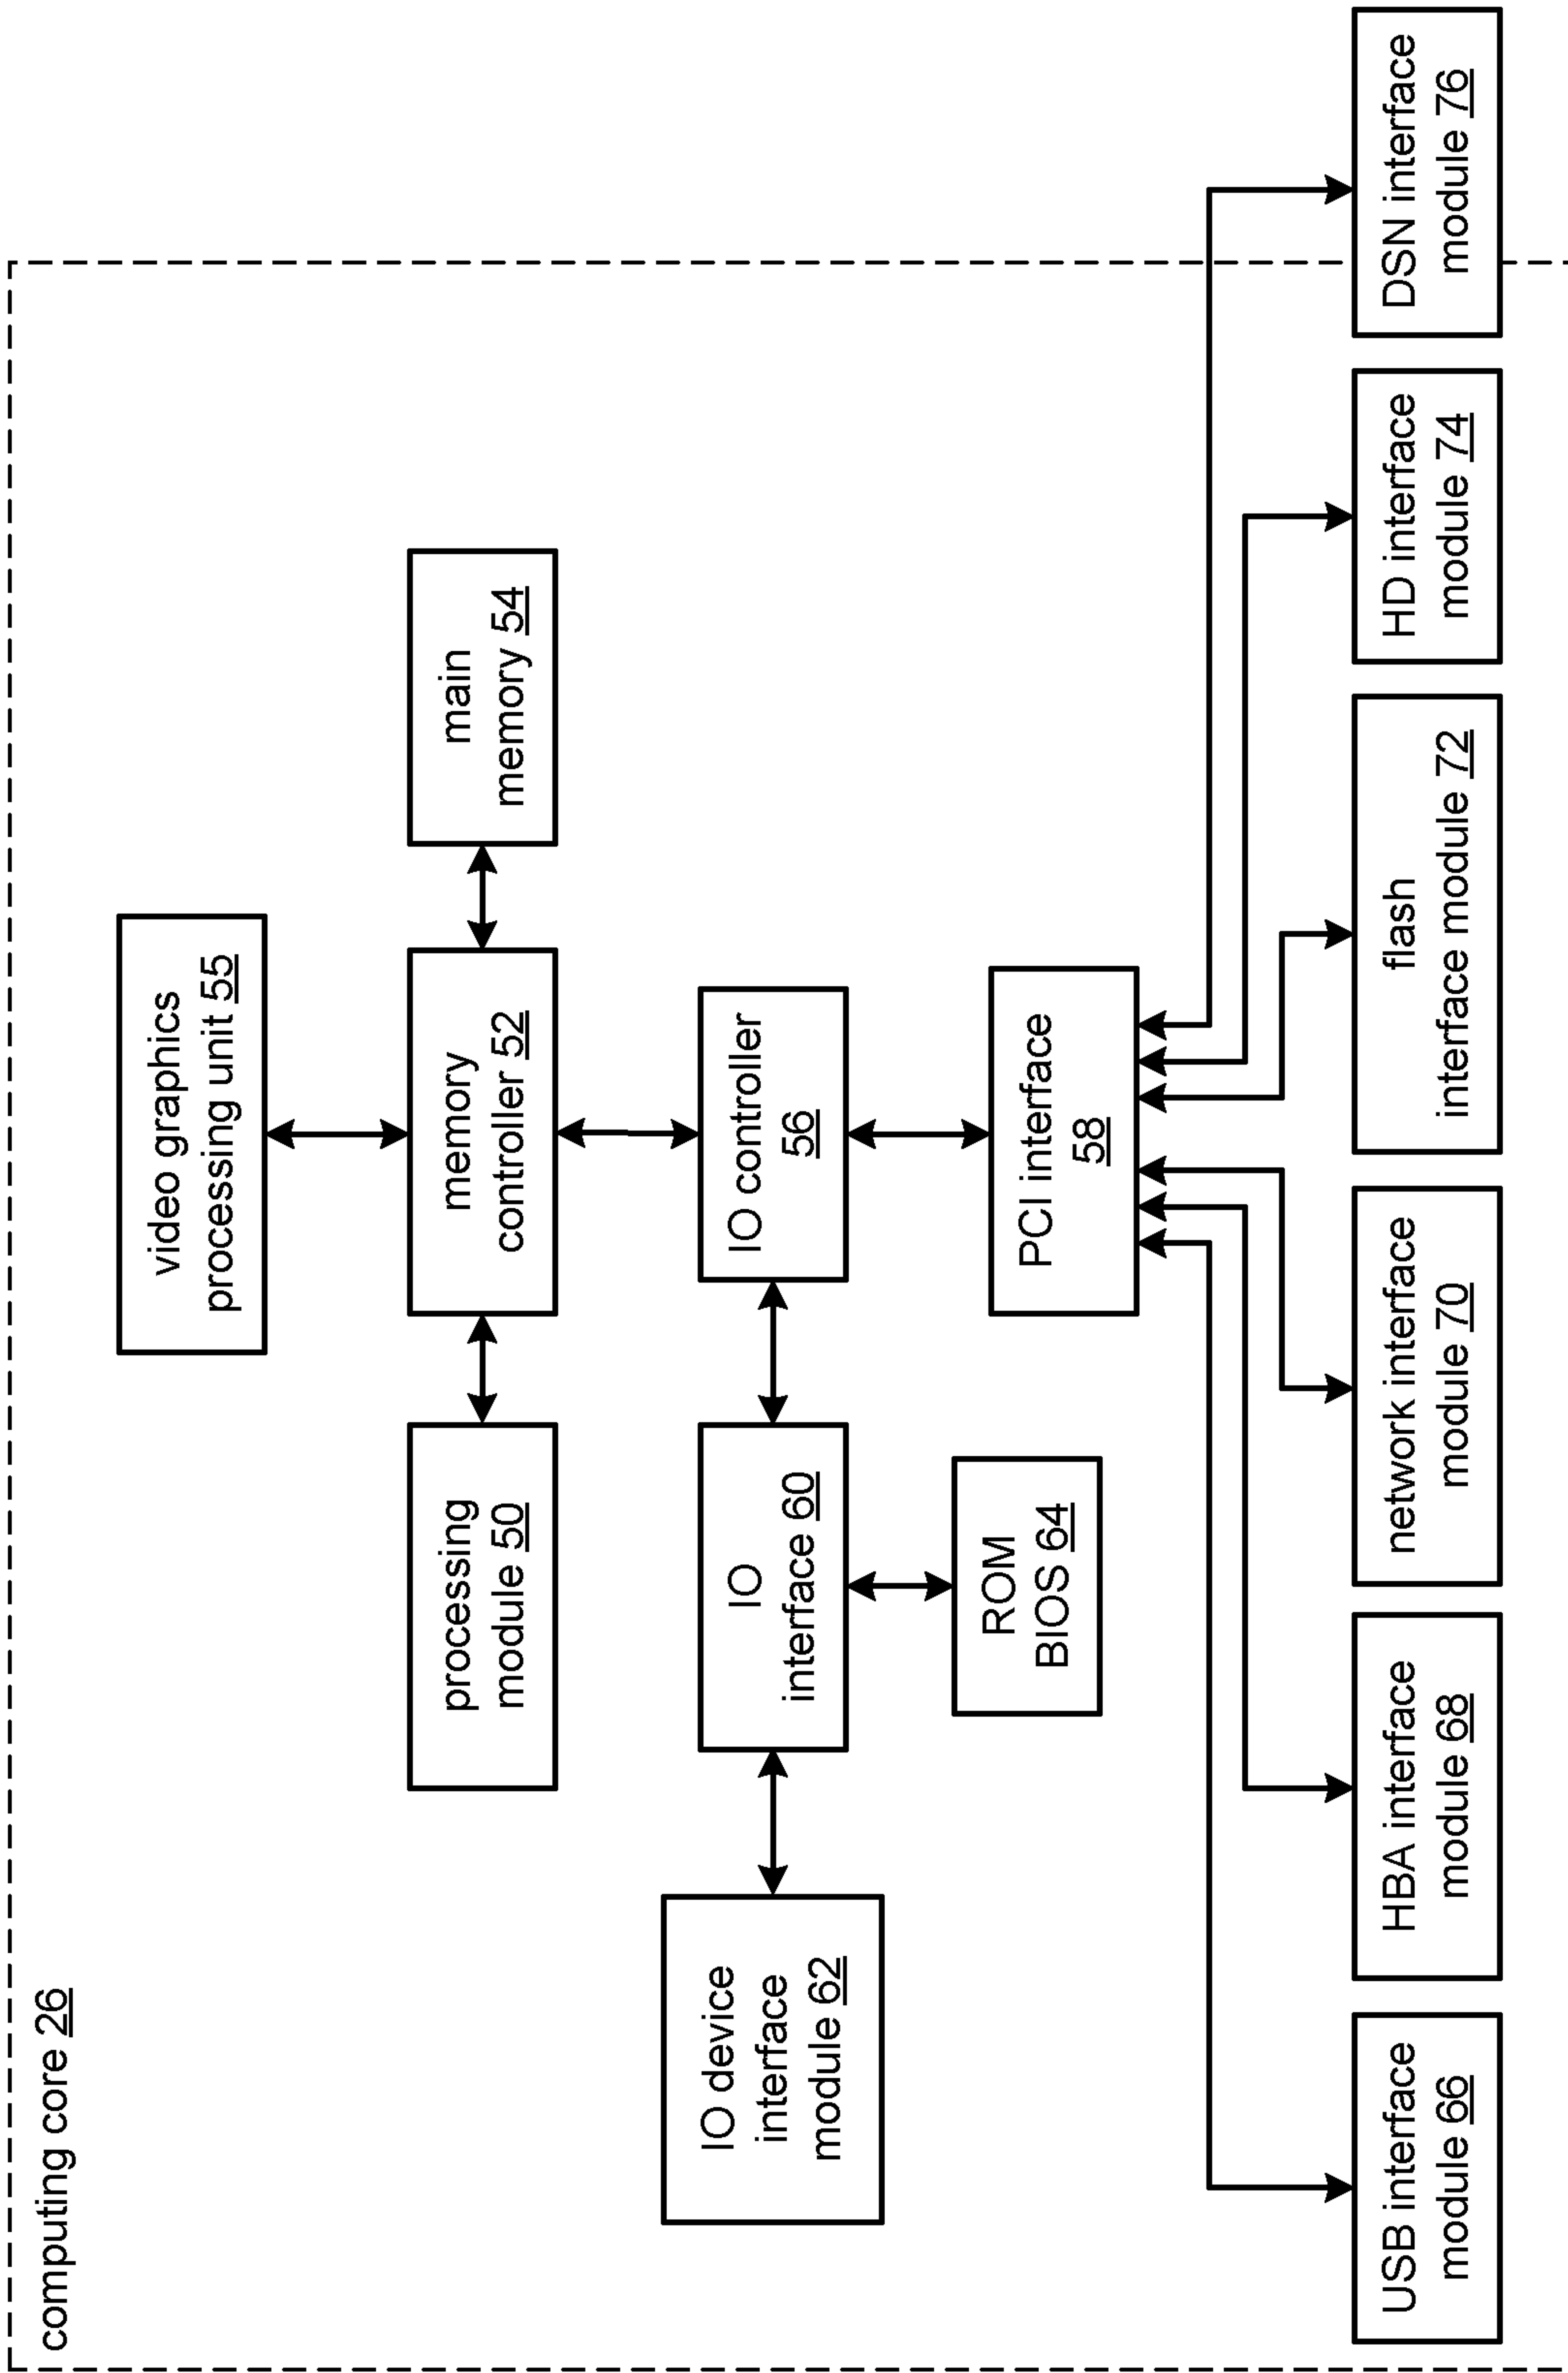 computing core 26
video graphics
processing unit 55
processing
module 50
memory
controller 52
main
memory 54
IO device
interface
module 62
IO
interface 60
IO controller
56
ROM
BIOS 64
PCI interface
58
USB interface
module 66
HBA interface
module 68
network interface
module 70
flash
interface module 72
HD interface
module 74
DSN interface
module 76